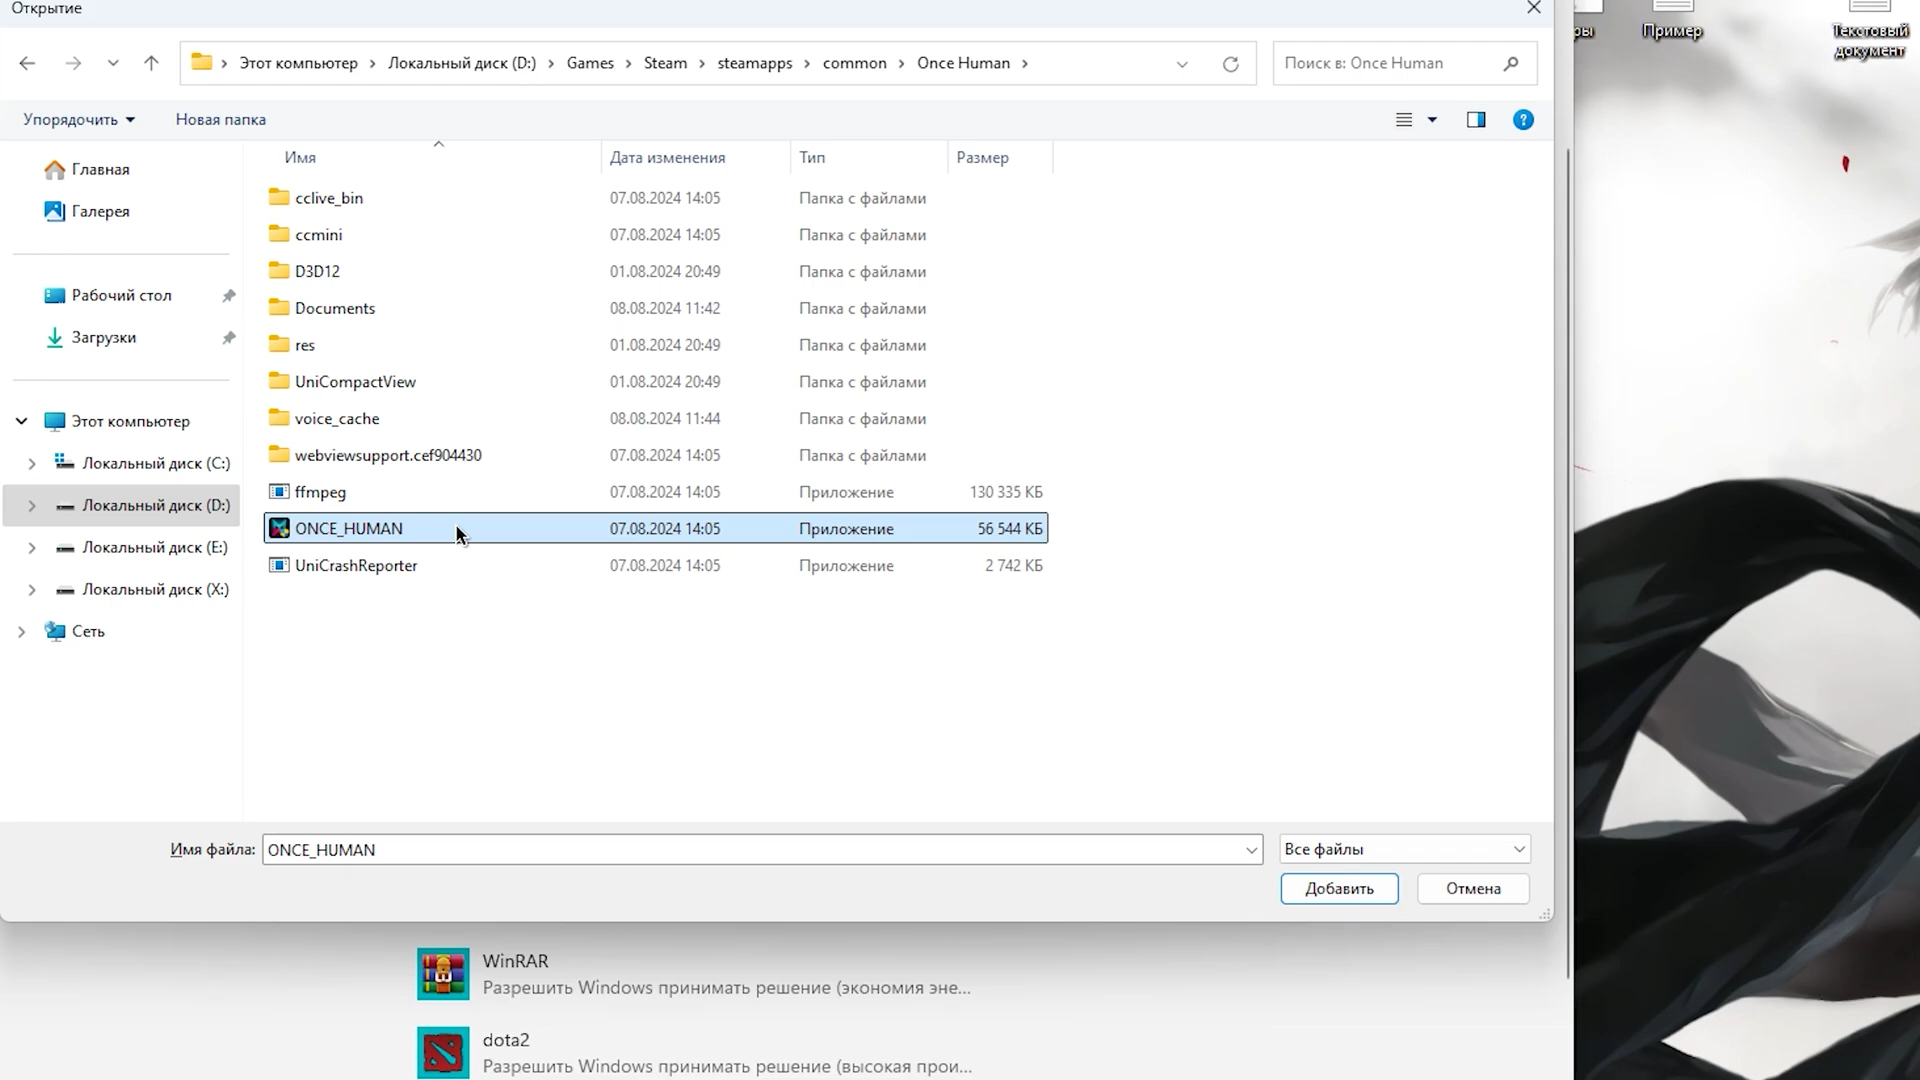 Открытие
Этот компьютер
Локальный диск (D:)
Games
Steam
steamapps
common
Once Human
Поиск в: Once Human
Упорядочить
Новая папка
Имя
Дата изменения
Тип
Размер
Главная
Галерея
Рабочий стол
Загрузки
Этот компьютер
Локальный диск (C:)
Локальный диск (D:)
Локальный диск (E:)
Локальный диск (X:)
Сеть
cclive_bin 07.08.2024 14:05 Папка с файлами
ccmini 07.08.2024 14:05 Папка с файлами
D3D12 01.08.2024 20:49 Папка с файлами
Documents 08.08.2024 11:42 Папка с файлами
res 01.08.2024 20:49 Папка с файлами
UniCompactView 01.08.2024 20:49 Папка с файлами
voice_cache 08.08.2024 11:44 Папка с файлами
webviewsupport.cef904430 07.08.2024 14:05 Папка с файлами
ffmpeg 07.08.2024 14:05 Приложение 130 335 КБ
ONCE_HUMAN 07.08.2024 14:05 Приложение 56 544 КБ
UniCrashReporter 07.08.2024 14:05 Приложение 2 742 КБ
Имя файла: ONCE_HUMAN
Все файлы
Добавить
Отмена
WinRAR
Разрешить Windows принимать решение (экономия эне...
dota2
Разрешить Windows принимать решение (высокая прои...
ры
Пример
Текстовый
документ